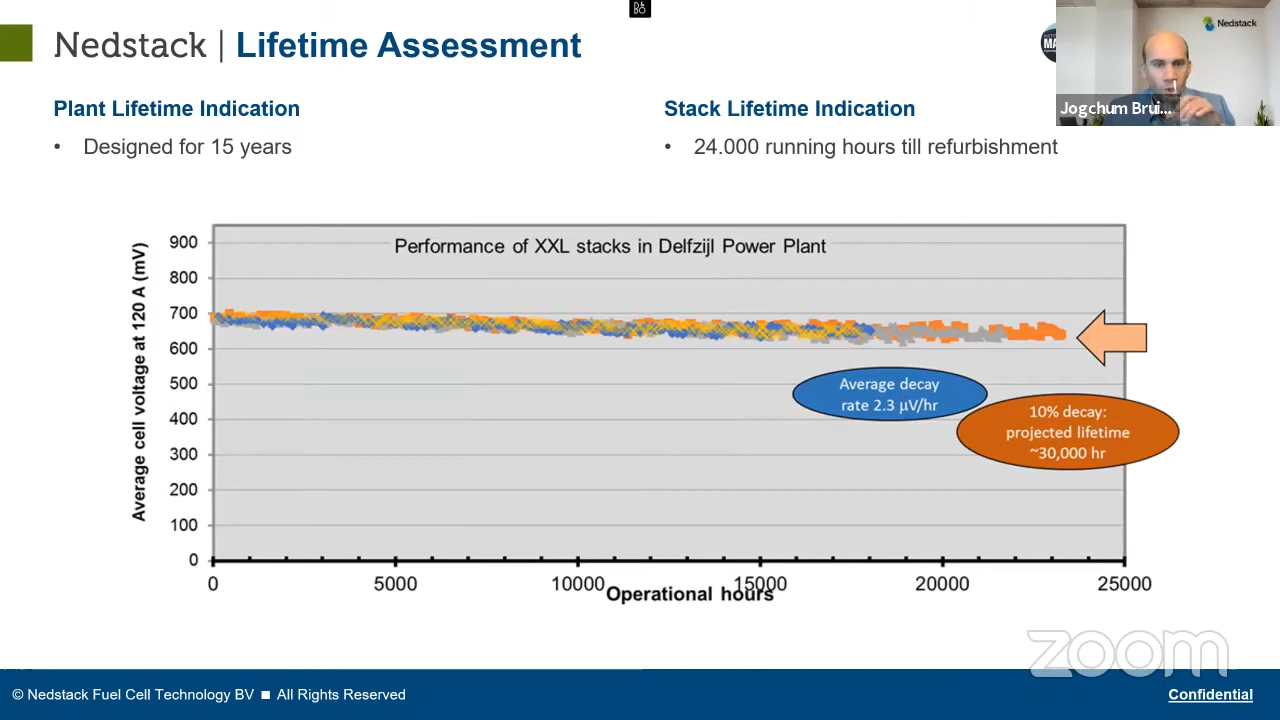 Nedstack | Lifetime Assessment
Nedstack
Jogchum Brui...
Plant Lifetime Indication
• Designed for 15 years
Stack Lifetime Indication
• 24.000 running hours till refurbishment
Performance of XXL stacks in Delfzijl Power Plant
Average cell voltage at 120 A (mV)
900
800
700
600
500
400
300
200
100
0
Average decay
rate 2.3 µV/hr
10% decay:
projected lifetime
~30,000 hr
0 5000 10000 15000 20000 25000
Operational hours
zoom
© Nedstack Fuel Cell Technology BV ■ All Rights Reserved
Confidential